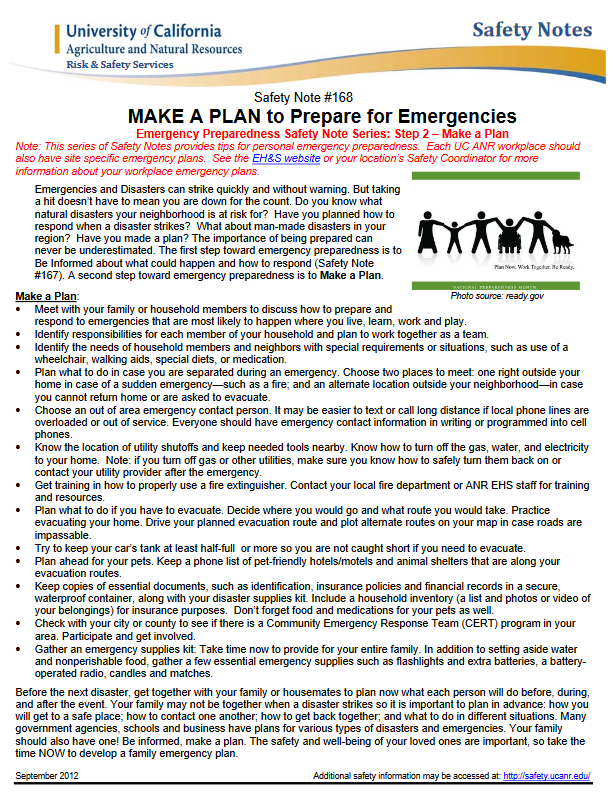 University of California
Agriculture and Natural Resources
Risk & Safety Services
Safety Notes
Safety Note #168
MAKE A PLAN to Prepare for Emergencies
Emergency Preparedness Safety Note Series: Step 2 – Make a Plan
Note: This series of Safety Notes provides tips for personal emergency preparedness.  Each UC ANR workplace should
also have site specific emergency plans.  See the EH&S website or your location's Safety Coordinator for more
information about your workplace emergency plans.
Emergencies and Disasters can strike quickly and without warning. But taking
a hit doesn't have to mean you are down for the count. Do you know what
natural disasters your neighborhood is at risk for?  Have you planned how to
respond when a disaster strikes?  What about man-made disasters in your
region?  Have you made a plan? The importance of being prepared can
never be underestimated. The first step toward emergency preparedness is to
Be Informed about what could happen and how to respond (Safety Note
#167). A second step toward emergency preparedness is to Make a Plan.
Plan Now. Work Together. Be Ready.
NATIONAL PREPAREDNESS MONTH
Photo source: ready.gov
Make a Plan:
• Meet with your family or household members to discuss how to prepare and
respond to emergencies that are most likely to happen where you live, learn, work and play.
• Identify responsibilities for each member of your household and plan to work together as a team.
• Identify the needs of household members and neighbors with special requirements or situations, such as use of a
wheelchair, walking aids, special diets, or medication.
• Plan what to do in case you are separated during an emergency. Choose two places to meet: one right outside your
home in case of a sudden emergency—such as a fire; and an alternate location outside your neighborhood—in case
you cannot return home or are asked to evacuate.
• Choose an out of area emergency contact person. It may be easier to text or call long distance if local phone lines are
overloaded or out of service. Everyone should have emergency contact information in writing or programmed into cell
phones.
• Know the location of utility shutoffs and keep needed tools nearby. Know how to turn off the gas, water, and electricity
to your home.  Note: if you turn off gas or other utilities, make sure you know how to safely turn them back on or
contact your utility provider after the emergency.
• Get training in how to properly use a fire extinguisher. Contact your local fire department or ANR EHS staff for training
and resources.
• Plan what to do if you have to evacuate. Decide where you would go and what route you would take. Practice
evacuating your home. Drive your planned evacuation route and plot alternate routes on your map in case roads are
impassable.
• Try to keep your car's tank at least half-full  or more so you are not caught short if you need to evacuate.
• Plan ahead for your pets. Keep a phone list of pet-friendly hotels/motels and animal shelters that are along your
evacuation routes.
• Keep copies of essential documents, such as identification, insurance policies and financial records in a secure,
waterproof container, along with your disaster supplies kit. Include a household inventory (a list and photos or video of
your belongings) for insurance purposes.  Don't forget food and medications for your pets as well.
• Check with your city or county to see if there is a Community Emergency Response Team (CERT) program in your
area. Participate and get involved.
• Gather an emergency supplies kit: Take time now to provide for your entire family. In addition to setting aside water
and nonperishable food, gather a few essential emergency supplies such as flashlights and extra batteries, a battery-
operated radio, candles and matches.
Before the next disaster, get together with your family or housemates to plan now what each person will do before, during,
and after the event. Your family may not be together when a disaster strikes so it is important to plan in advance: how you
will get to a safe place; how to contact one another; how to get back together; and what to do in different situations. Many
government agencies, schools and business have plans for various types of disasters and emergencies. Your family
should also have one! Be informed, make a plan. The safety and well-being of your loved ones are important, so take the
time NOW to develop a family emergency plan.
September 2012
Additional safety information may be accessed at: http://safety.ucanr.edu/